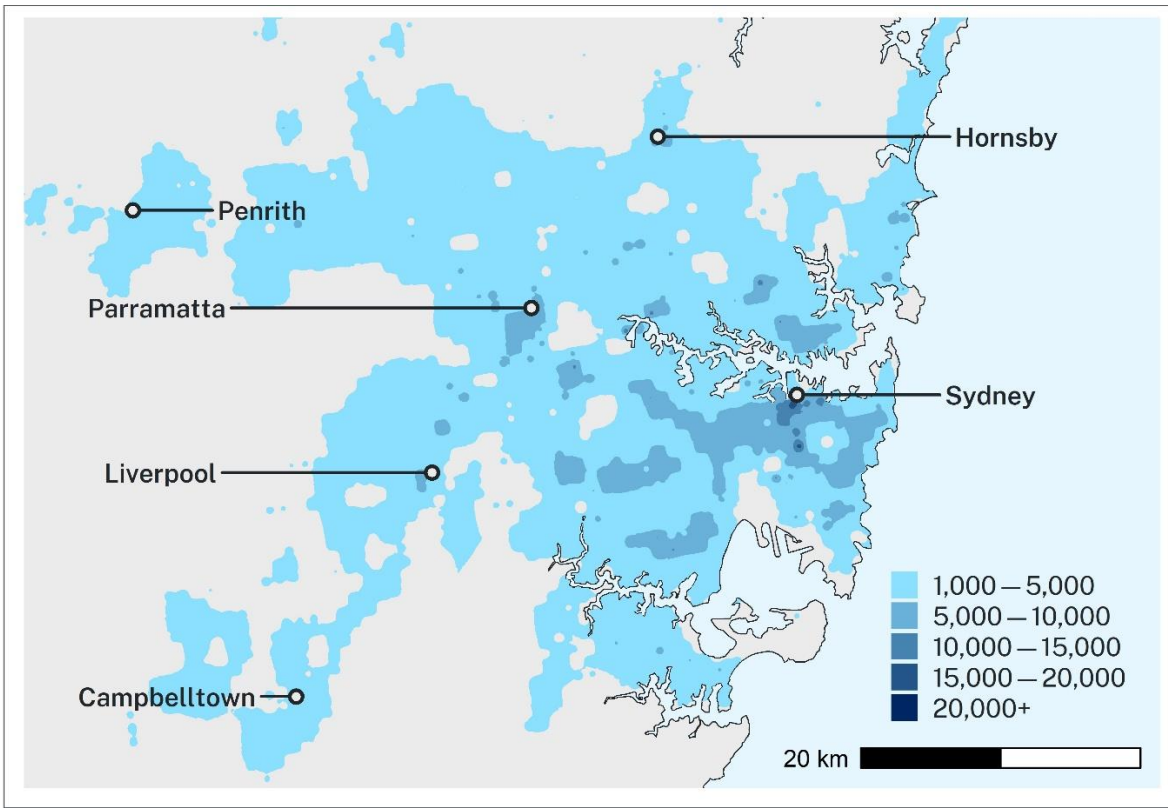 Hornsby
Penrith
Parramatta
Sydney
Liverpool
Campbelltown
1,000 — 5,000
5,000 — 10,000
10,000 — 15,000
15,000 — 20,000
20,000+
20 km